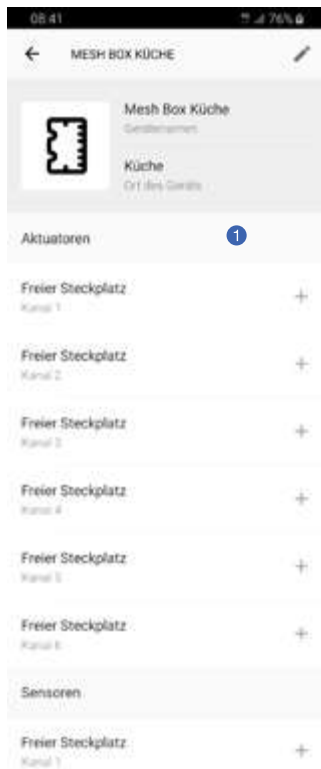 08:41 76%
MESH BOX KÜCHE
Mesh Box Küche
Gerätenamen
Küche
Ort des Geräts
Aktuatoren 1
Freier Steckplatz
Kanal 1
Freier Steckplatz
Kanal 2
Freier Steckplatz
Kanal 3
Freier Steckplatz
Kanal 4
Freier Steckplatz
Kanal 5
Freier Steckplatz
Kanal 6
Sensoren
Freier Steckplatz
Kanal 1